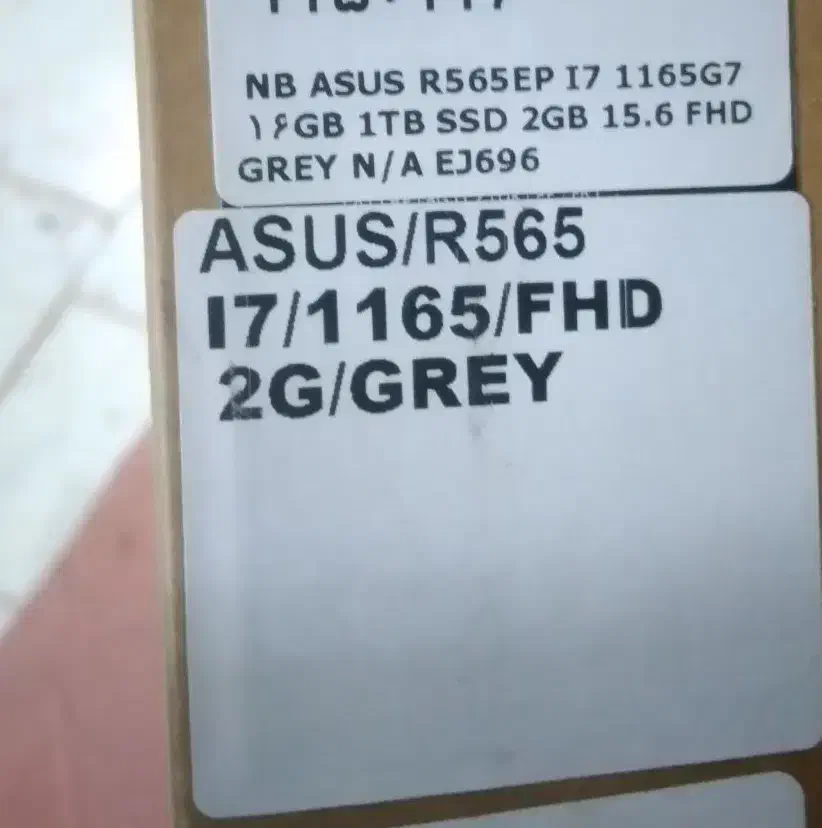 NB ASUS R565EP I7 1165G7
۱۶GB 1TB SSD 2GB 15.6 FHD
GREY N/A EJ696
ASUS/R565
I7/1165/FHD
2G/GREY